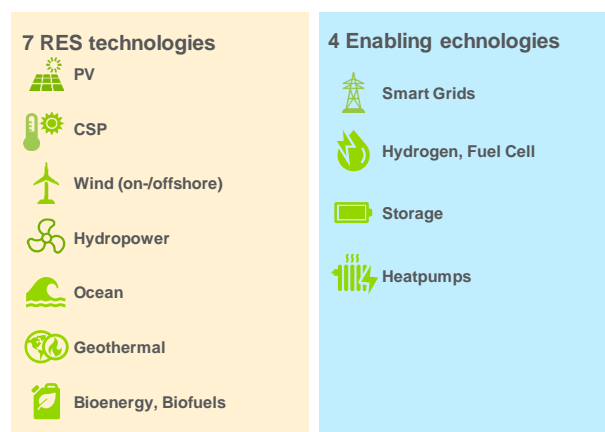 7 RES technologies
PV
CSP
Wind (on-/offshore)
Hydropower
Ocean
Geothermal
Bioenergy, Biofuels
4 Enabling echnologies
Smart Grids
Hydrogen, Fuel Cell
Storage
Heatpumps